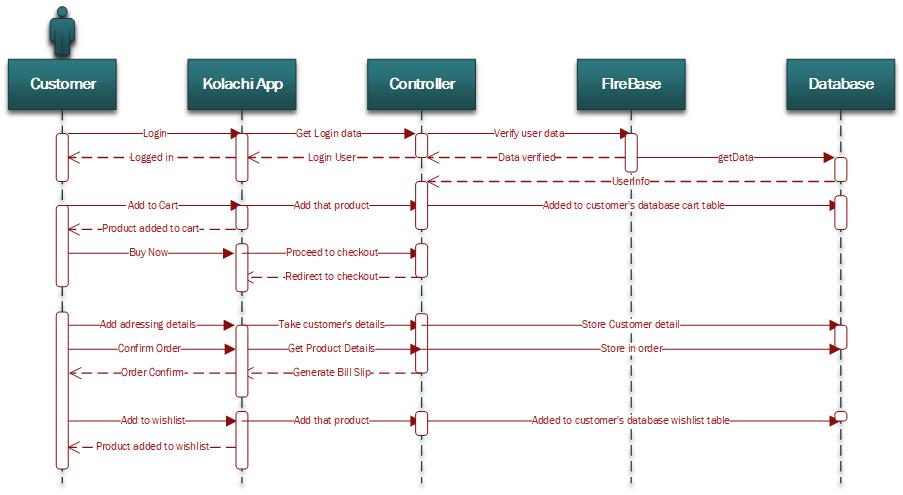 Customer
Kolachi App
Controller
FIreBase
Database
Login
Get Login data
Verify user data
Logged in
Login User
Data verified
getData
UserInfo
Add to Cart
Add that product
Added to customer's database cart table
Product added to cart
Buy Now
Proceed to checkout
Redirect to checkout
Add adressing details
Take customer's details
Store Customer detail
Confirm Order
Get Product Details
Store in order
Order Confirm
Generate Bill Slip
Add to wishlist
Add that product
Added to customer's database wishlist table
Product added to wishlist